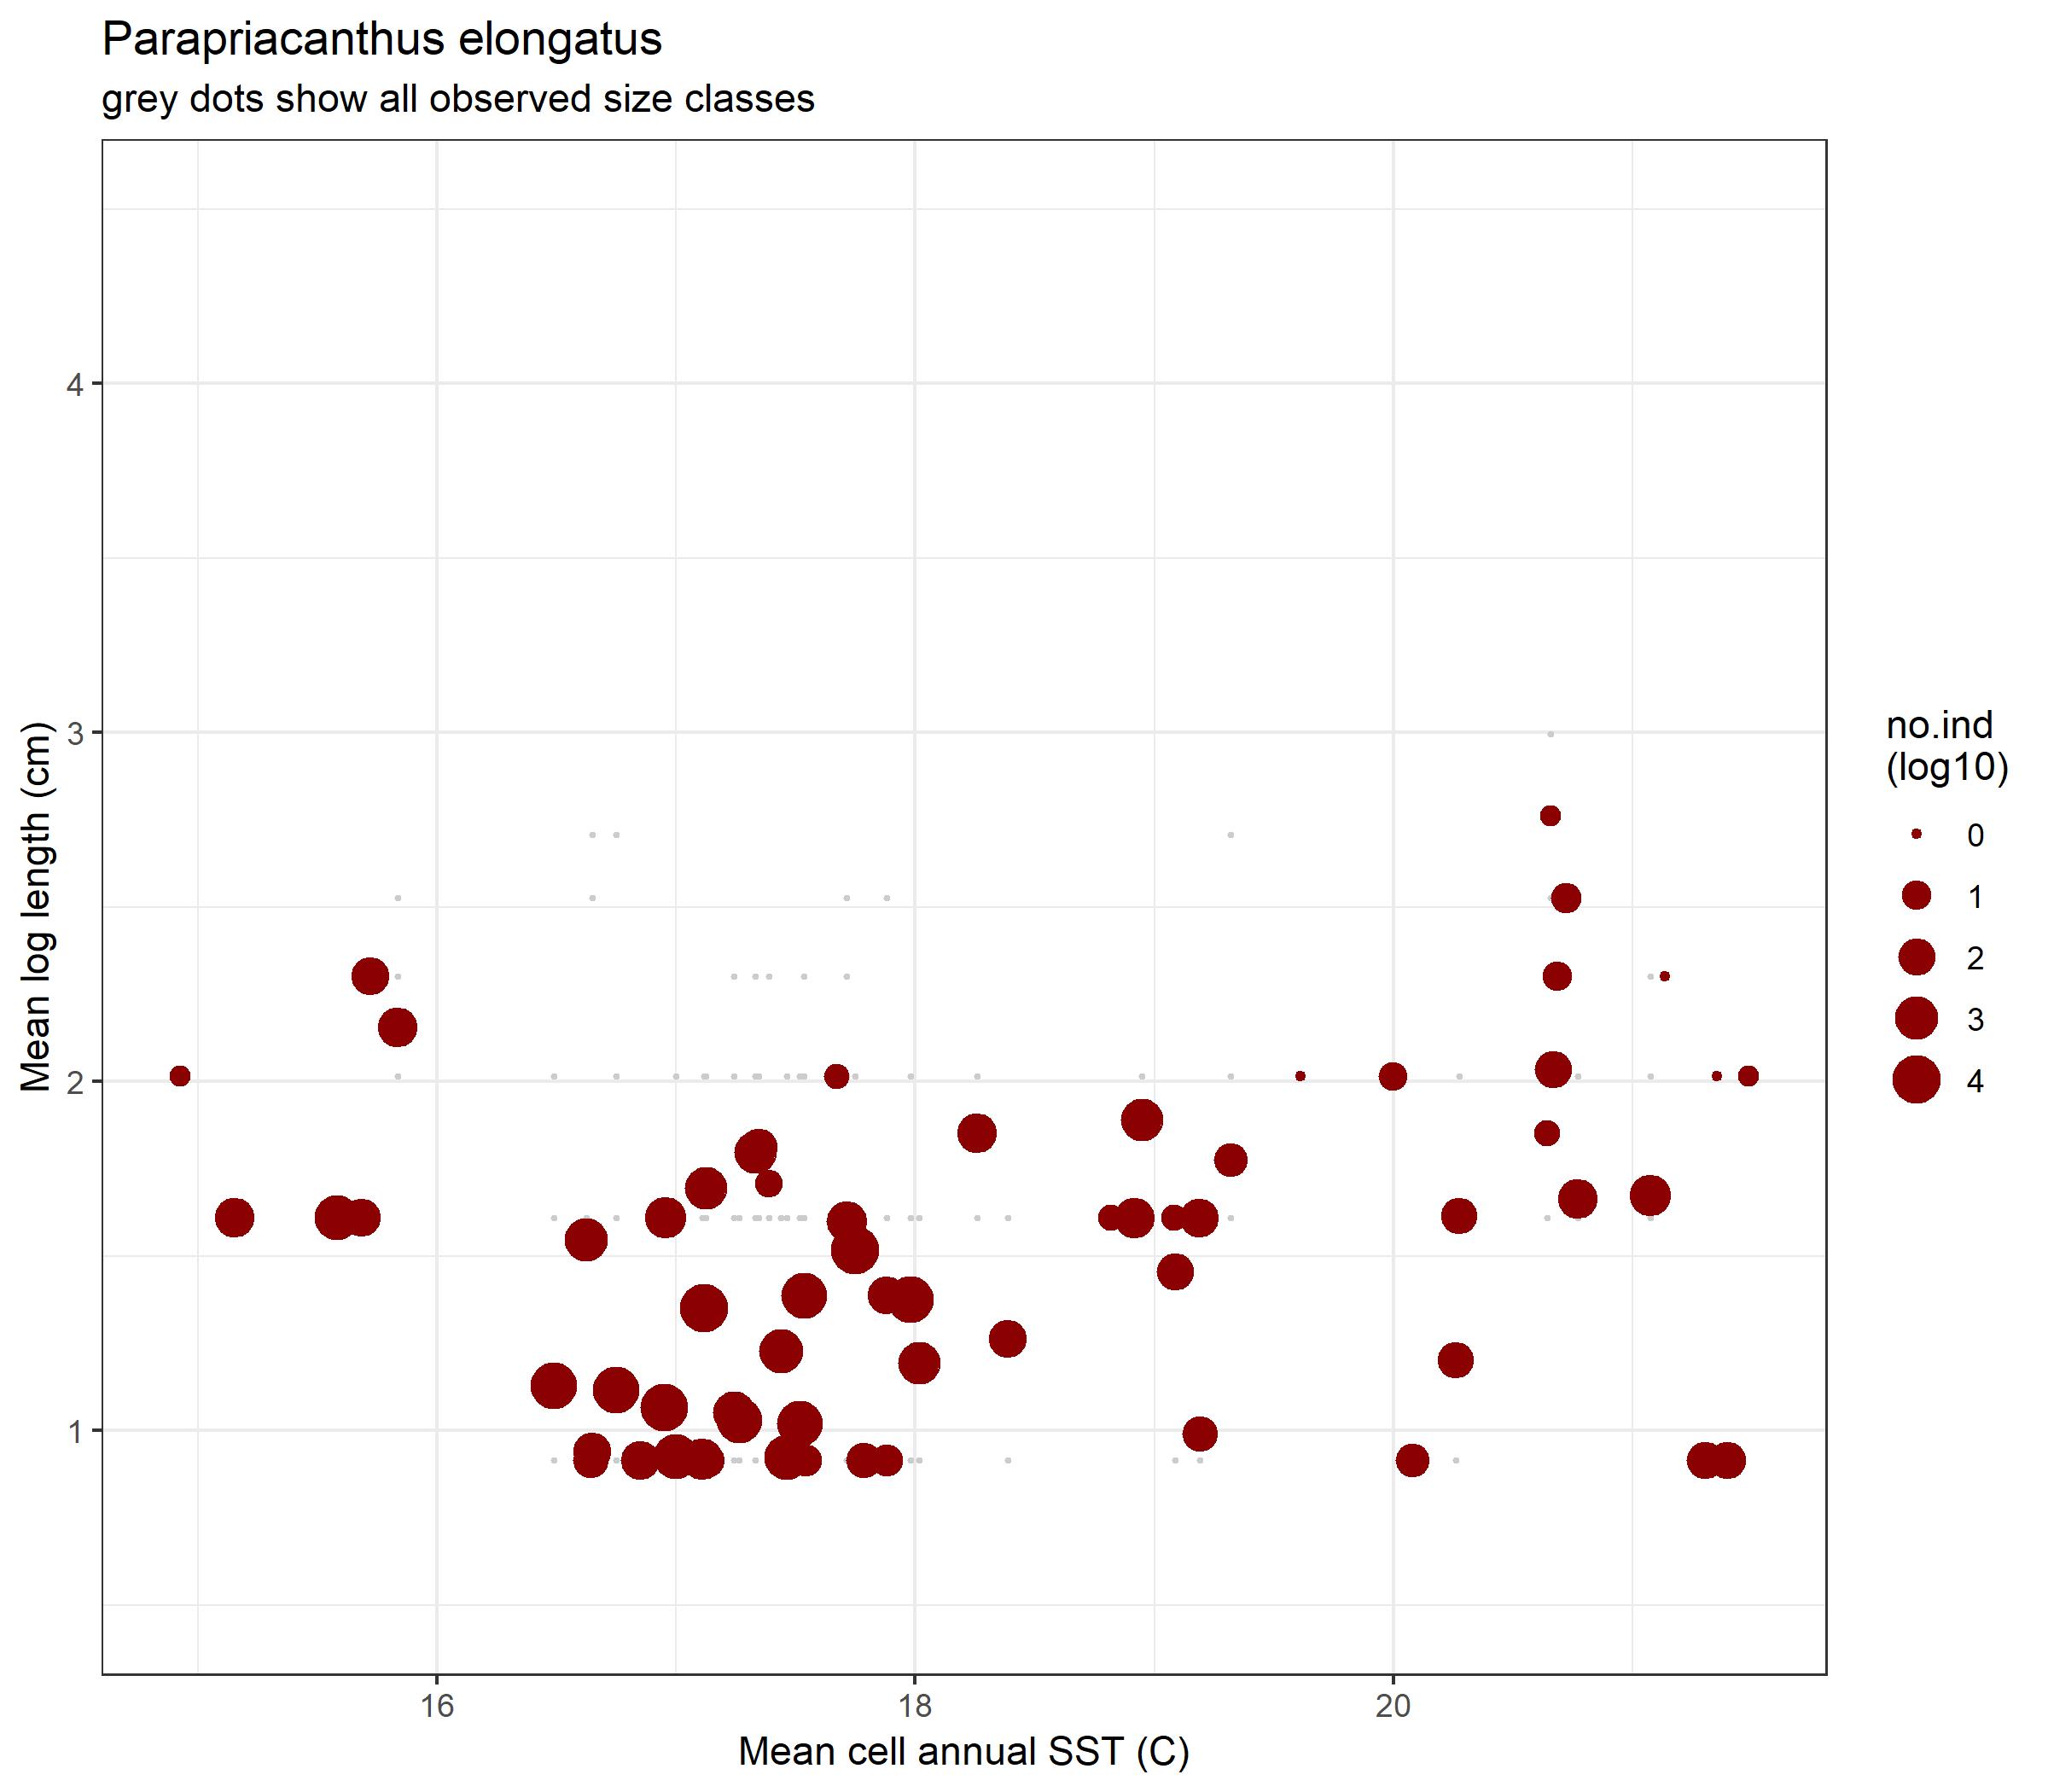 Parapriacanthus elongatus
grey dots show all observed size classes
Mean log length (cm)
4
3
2
1
16
18
20
Mean cell annual SST (C)
no.ind
(log10)
0
1
2
3
4